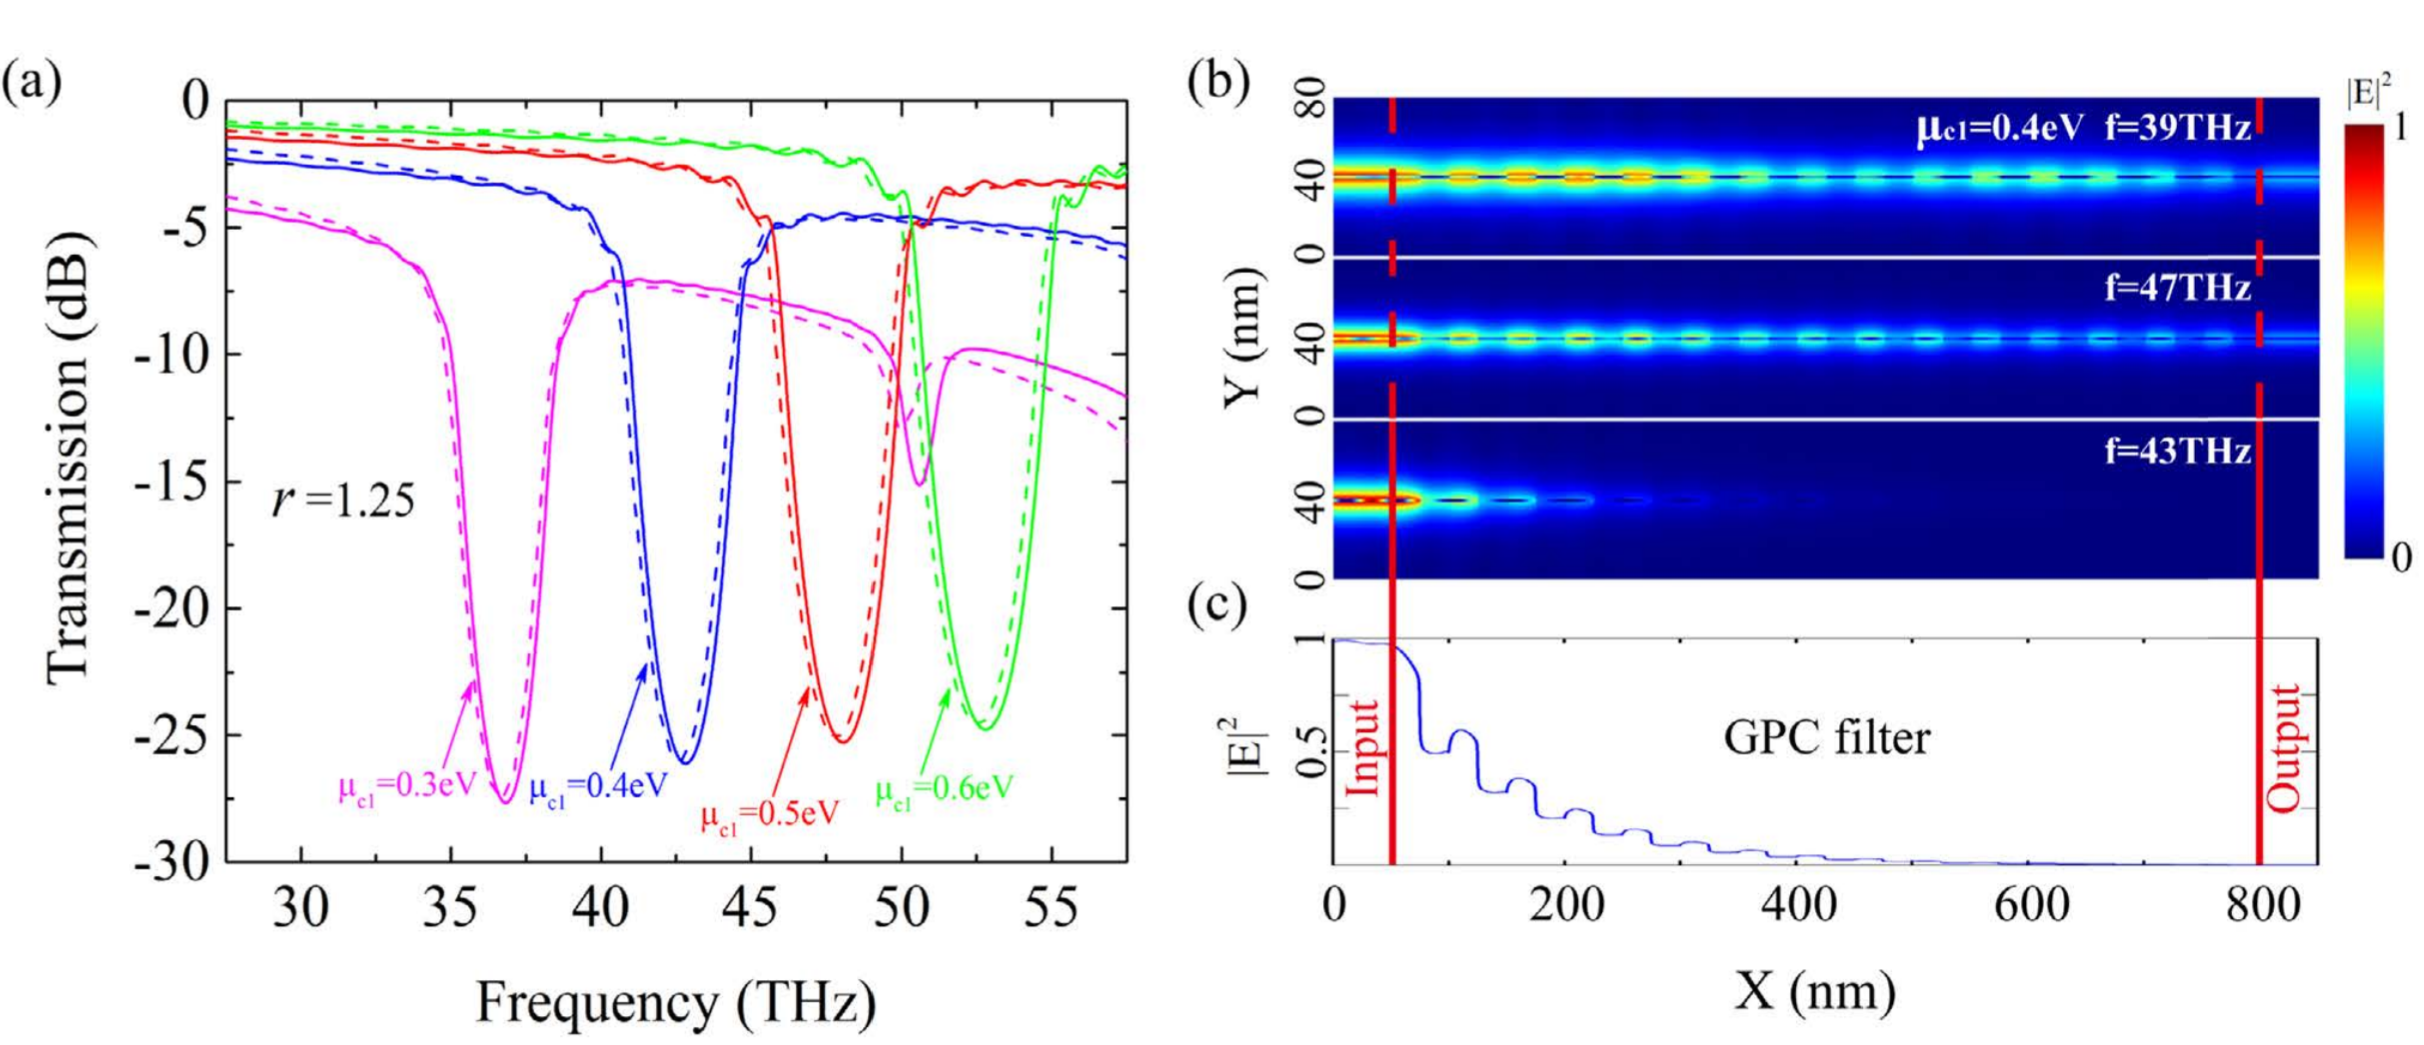 (a)
Transmission (dB)
0
-5
-10
-15
-20
-25
-30
r =1.25
μc1=0.3eV
μc1=0.4eV
μc1=0.5eV
μc1=0.6eV
30 35 40 45 50 55
Frequency (THz)
(b)
Y (nm)
80
40
0
40
0
40
0
μc1=0.4eV f=39THz
f=47THz
f=43THz
|E|²
1
0
(c)
|E|²
1
0.5
Input
GPC filter
Output
0 200 400 600 800
X (nm)